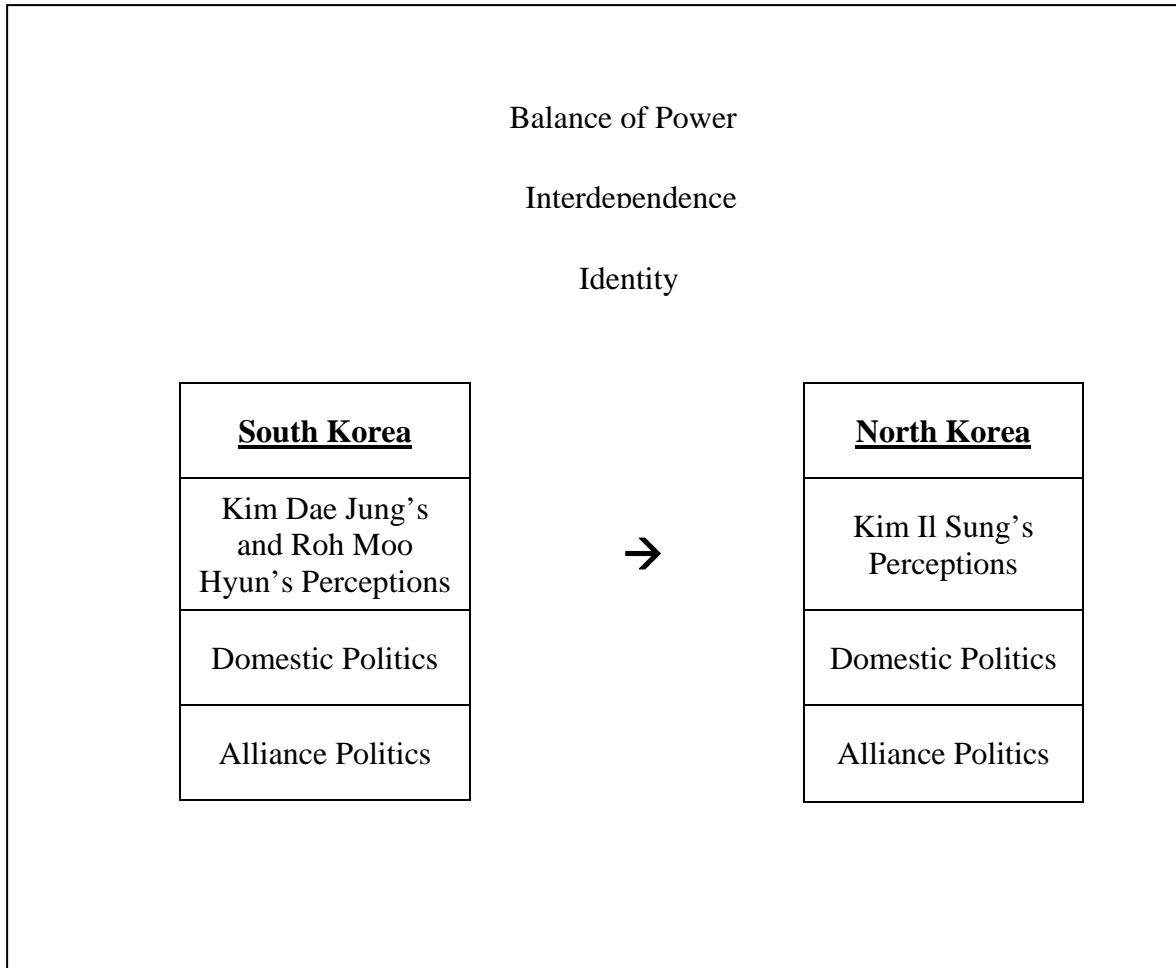 Balance of Power
Interdependence
Identity
South Korea
Kim Dae Jung’s
and Roh Moo
Hyun’s Perceptions
Domestic Politics
Alliance Politics
→
North Korea
Kim Il Sung’s
Perceptions
Domestic Politics
Alliance Politics